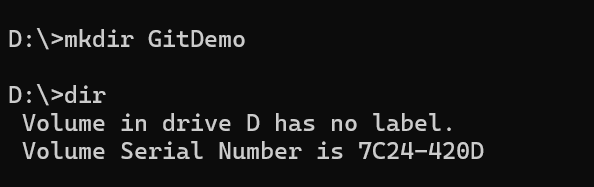 D:\>mkdir GitDemo
D:\>dir
Volume in drive D has no label.
Volume Serial Number is 7C24-420D